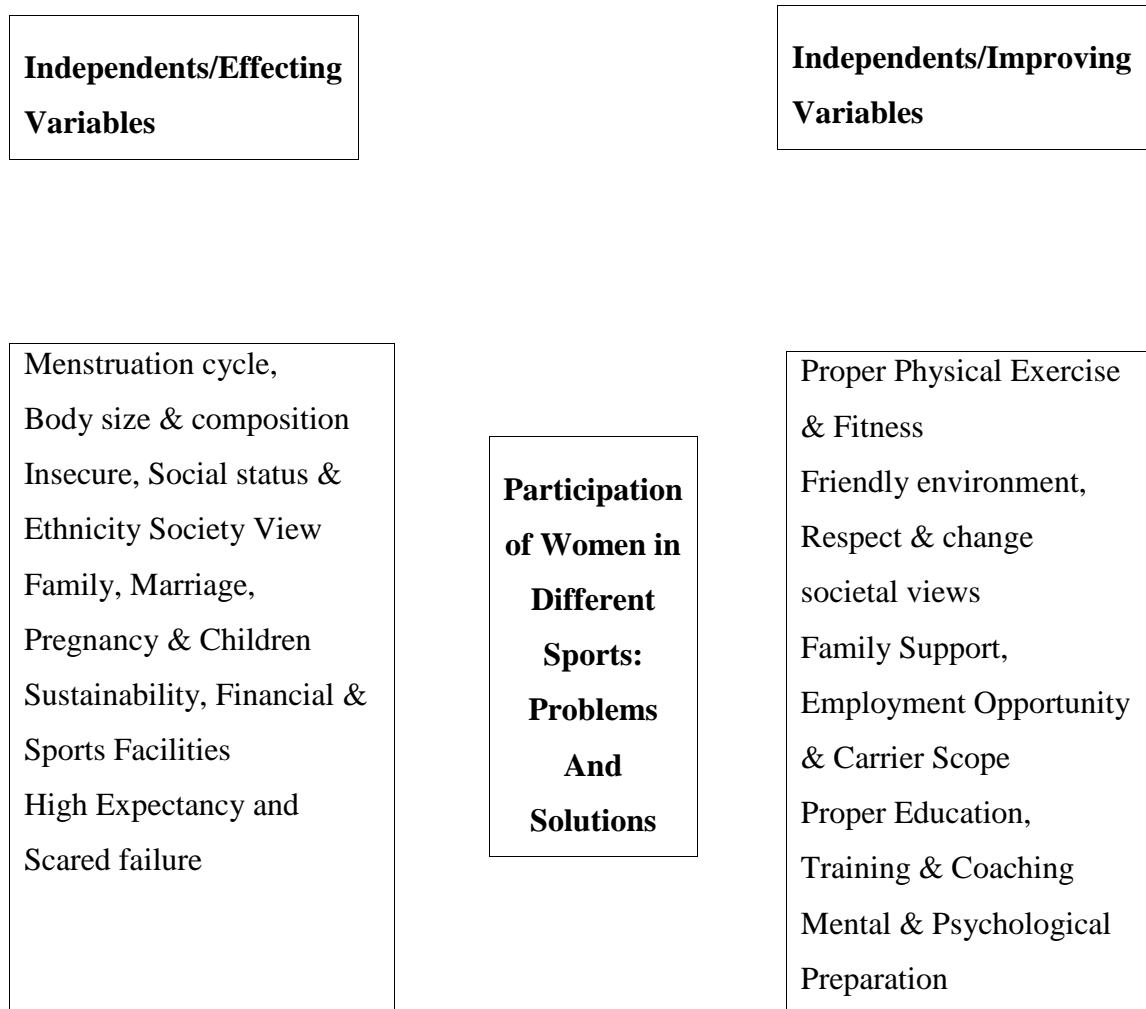 Independents/Effecting
Variables
Independents/Improving
Variables
Menstruation cycle,
Body size & composition
Insecure, Social status &
Ethnicity Society View
Family, Marriage,
Pregnancy & Children
Sustainability, Financial &
Sports Facilities
High Expectancy and
Scared failure
Participation
of Women in
Different
Sports:
Problems
And
Solutions
Proper Physical Exercise
& Fitness
Friendly environment,
Respect & change
societal views
Family Support,
Employment Opportunity
& Carrier Scope
Proper Education,
Training & Coaching
Mental & Psychological
Preparation